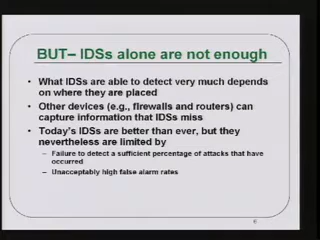 BUT– IDSs alone are not enough
• What IDSs are able to detect very much depends
on where they are placed
• Other devices (e.g., firewalls and routers) can
capture information that IDSs miss
• Today's IDSs are better than ever, but they
nevertheless are limited by
– Failure to detect a sufficient percentage of attacks that have
occurred
– Unacceptably high false alarm rates